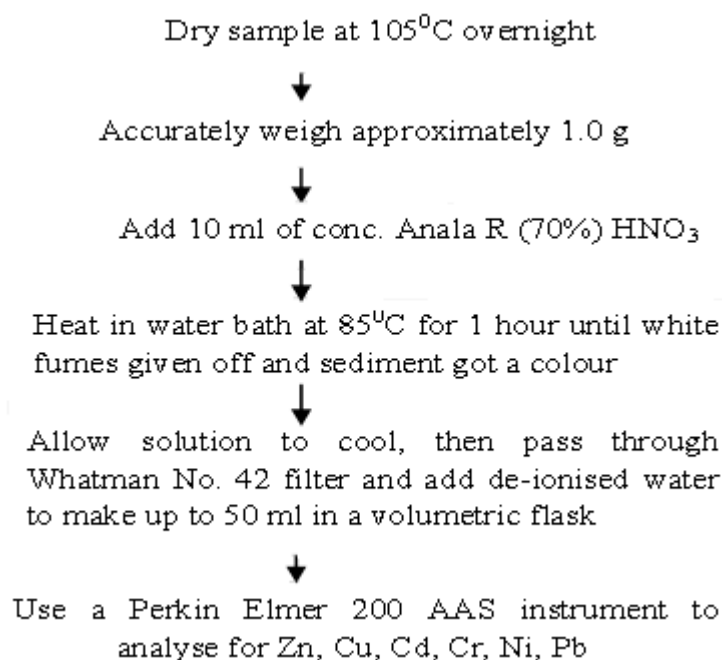 Dry sample at 105⁰C overnight
Accurately weigh approximately 1.0 g
Add 10 ml of conc. Anala R (70%) HNO₃
Heat in water bath at 85⁰C for 1 hour until white
fumes given off and sediment got a colour
Allow solution to cool, then pass through
Whatman No. 42 filter and add de-ionised water
to make up to 50 ml in a volumetric flask
Use a Perkin Elmer 200 AAS instrument to
analyse for Zn, Cu, Cd, Cr, Ni, Pb